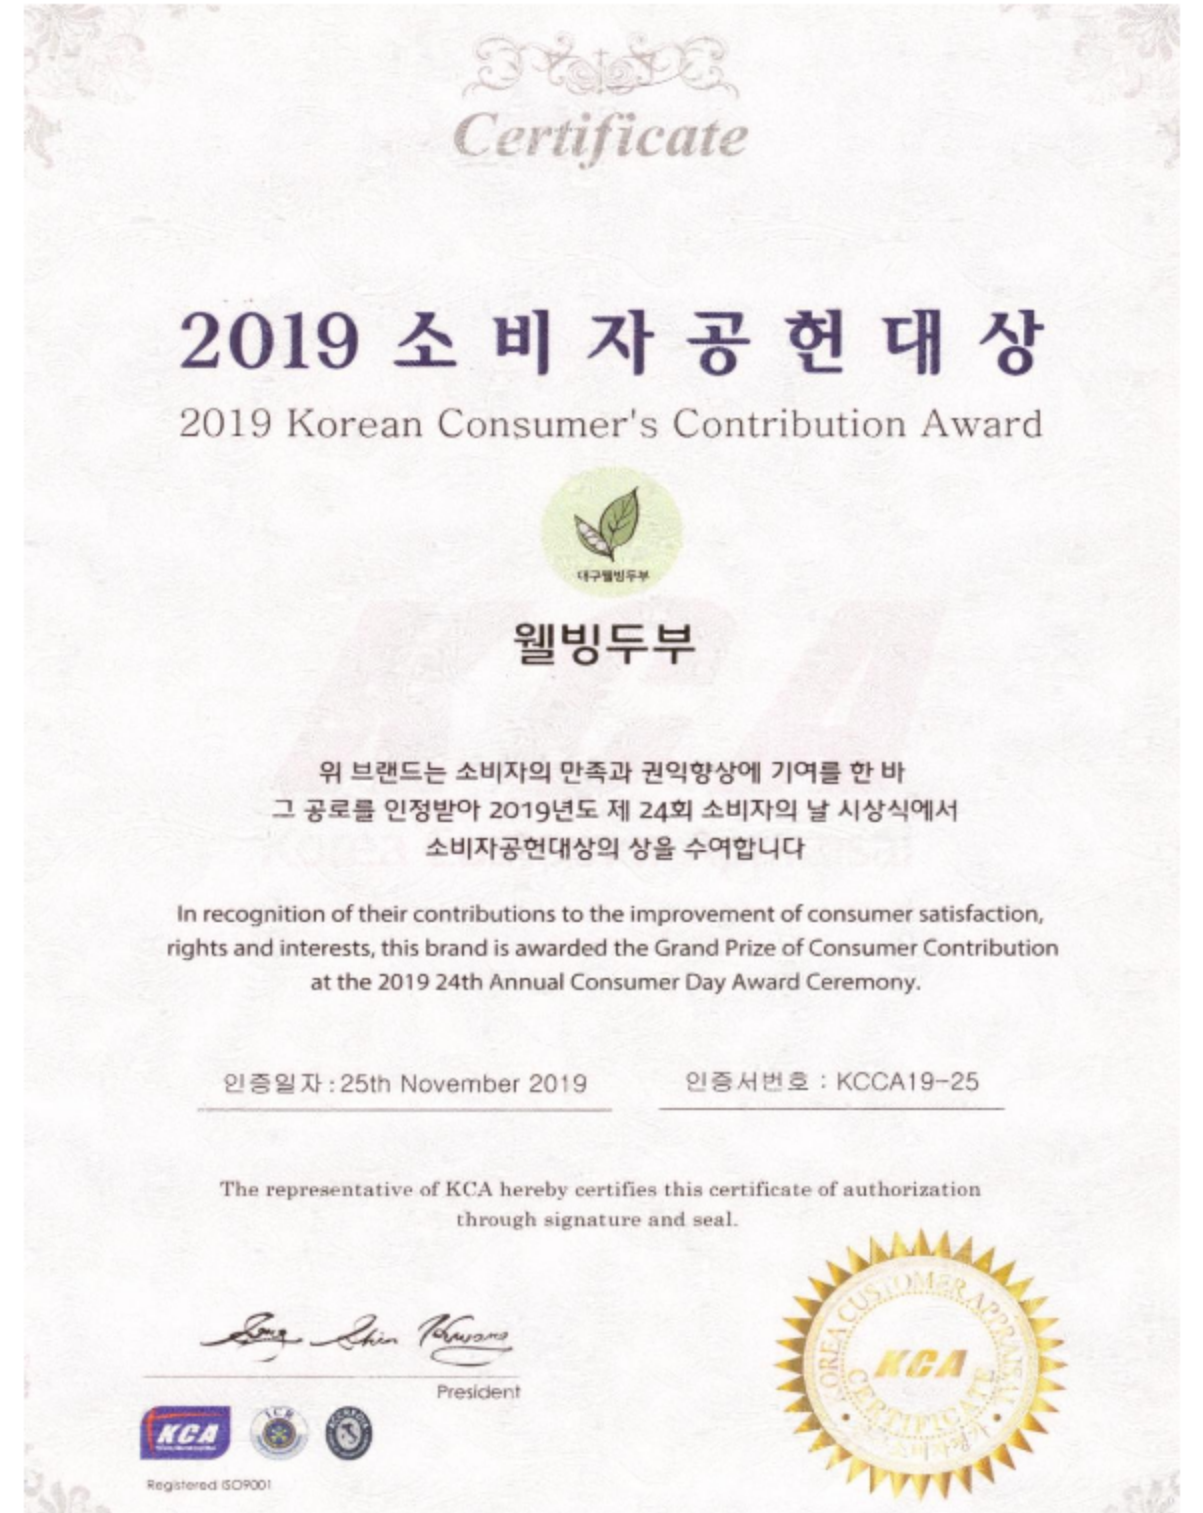 Certificate
2019 소비자공헌대상
2019 Korean Consumer's Contribution Award
대구웰빙두부
웰빙두부
위 브랜드는 소비자의 만족과 권익향상에 기여를 한 바
그 공로를 인정받아 2019년도 제 24회 소비자의 날 시상식에서
소비자공헌대상의 상을 수여합니다
In recognition of their contributions to the improvement of consumer satisfaction,
rights and interests, this brand is awarded the Grand Prize of Consumer Contribution
at the 2019 24th Annual Consumer Day Award Ceremony.
인증일자 : 25th November 2019
인증서번호 : KCCA19-25
The representative of KCA hereby certifies this certificate of authorization
through signature and seal.
President
KCA
ICR
ACCREDIA
Registered ISO9001
KOREA CUSTOMER APPRAISAL
KCA
CERTIFICATE